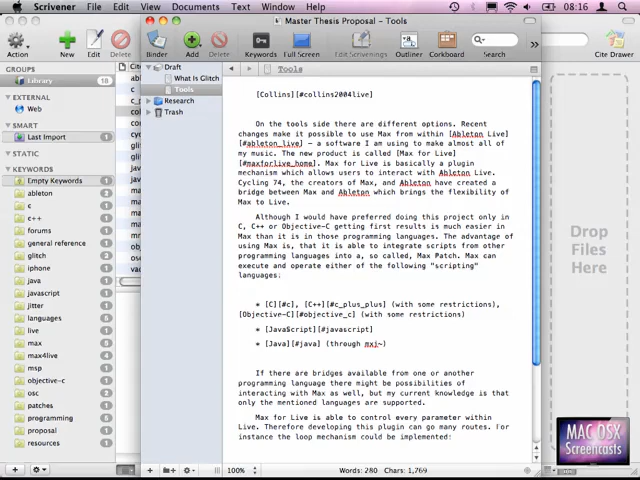 Scrivener File Edit View Documents Text Window Help 08:16
Master Thesis Proposal - Tools
Action New Edit Delete
Binder Add Delete Keywords Full Screen Edit Scrivenings Outliner Corkboard Search
Cite Drawer
GROUPS
Library 18
EXTERNAL
Web
SMART
Last Import
STATIC
KEYWORDS
Empty Keywords
ableton
c
c++
forums
general reference
glitch
iphone
java
javascript
jitter
languages
live
max
max4live
msp
objective-c
osc
patches
programming
proposal
resources
Draft
What Is Glitch
Tools
Research
Trash
Tools
[Collins][#collins2004live]
On the tools side there are different options. Recent
changes make it possible to use Max from within [Ableton Live]
[#ableton_live] — a software I am using to make almost all of
my music. The new product is called [Max for Live]
[#maxforlive_home]. Max for Live is basically a plugin
mechanism which allows users to interact with Ableton Live.
Cycling 74, the creators of Max, and Ableton have created a
bridge between Max and Ableton which brings the flexibility of
Max to Live.
Although I would have preferred doing this project only in
C, C++ or Objective-C getting first results is much easier in
Max than it is in those programming languages. The advantage of
using Max is, that it is able to integrate scripts from other
programming languages into a, so called, Max Patch. Max can
execute and operate either of the following "scripting"
languages:
* [C][#c], [C++][#c_plus_plus] (with some restrictions),
[Objective-C][#objective_c] (with some restrictions)
* [JavaScript][#javascript]
* [Java][#java] (through mxj~)
If there are bridges available from one or another
programming language there might be possibilities of
interacting with Max as well, but my current knowledge is that
only the mentioned languages are supported.
Max for Live is able to control every parameter within
Live. Therefore developing this plugin can go many routes. For
instance the loop mechanism could be implemented:
100%
Words: 280 Chars: 1,769
Drop
Files
Here
MAC OSX
Screencasts